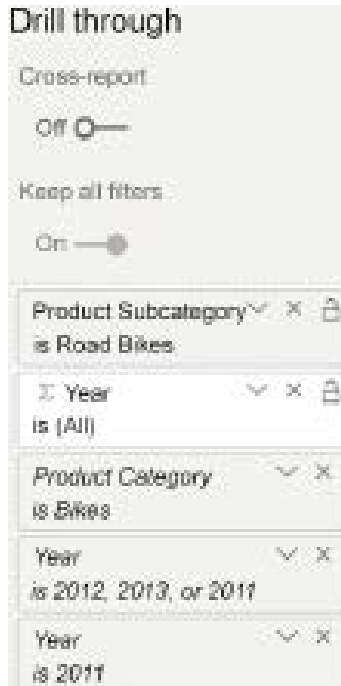 Drill through
Cross-report
Off
Keep all filters
On
Product Subcategory
is Road Bikes
Σ Year
is (All)
Product Category
is Bikes
Year
is 2012, 2013, or 2011
Year
is 2011